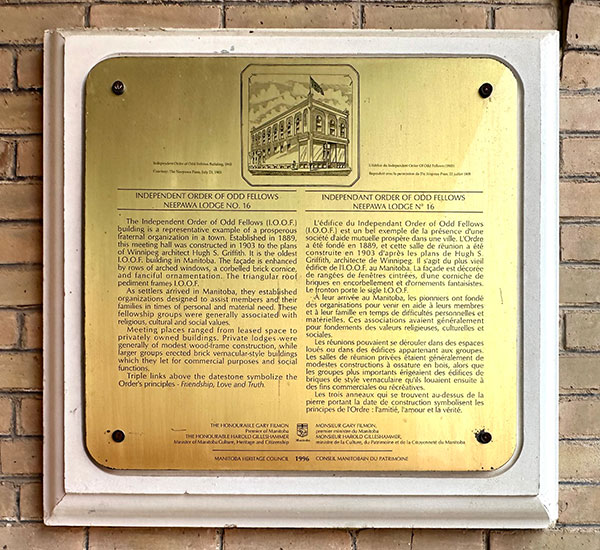 Independent Order of Odd Fellows Building, 1903
Courtesy: The Neepawa Press, July 21, 1903
L'édifice du Independent Order Of Odd Fellows (1903)
Reproduit avec la permission de The Neepawa Press
INDEPENDENT ORDER OF ODD FELLOWS
NEEPAWA LODGE NO. 16
The Independent Order of Odd Fellows (I.O.O.F.)
building is a representative example of a prosperous
fraternal organization in a town. Established in 1889,
this meeting hall was constructed in 1903 to the plans
of Winnipeg architect Hugh S. Griffith. It is the oldest
I.O.O.F. building in Manitoba. The façade is enhanced
by rows of arched windows, a corbelled brick cornice,
and fanciful ornamentation. The triangular roof
pediment frames I.O.O.F.
As settlers arrived in Manitoba, they established
organizations designed to assist members and their
families in times of personal and material need. These
fellowship groups were generally associated with
religious, cultural and social values.
Meeting places ranged from leased space to
privately owned buildings. Private lodges were
generally of modest wood-frame construction, while
larger groups erected brick vernacular-style buildings
which they let for commercial purposes and social
functions.
Triple links above the datestone symbolize the
Order's principles - Friendship, Love and Truth.
INDEPENDANT ORDER OF ODD FELLOWS
NEEPAWA LODGE N° 16
L'édifice du Independant Order of Odd Fellows
(I.O.O.F.) est un bel exemple de la présence d'une
société d'aide mutuelle prospère dans une ville. L'Ordre
a été fondé en 1889, et cette salle de réunion a été
construite en 1903 d'après les plans de Hugh S.
Griffith, architecte de Winnipeg. Il s'agit du plus vieil
édifice de l'I.O.O.F. au Manitoba. La façade est décorée
de rangées de fenêtres cintrées, d'une corniche de
briques en encorbellement et d'ornements fantaisistes.
Le fronton porte le sigle I.O.O.F.
À leur arrivée au Manitoba, les pionniers ont fondé
des organisations pour venir en aide à leurs membres
et à leur famille en temps de difficultés personnelles et
matérielles. Ces associations avaient généralement
pour fondements des valeurs religieuses, culturelles et
sociales.
Les réunions pouvaient se dérouler dans des espaces
loués ou dans des édifices appartenant aux groupes.
Les salles de réunion privées étaient généralement de
modestes constructions à ossature en bois, alors que
les groupes plus importants érigeaient des édifices de
briques de style vernaculaire qu'ils louaient ensuite à
des fins commerciales ou récréatives.
Les trois anneaux qui se trouvent au-dessus de la
pierre portant la date de construction symbolisent les
principes de l'Ordre : l'amitié, l'amour et la vérité.
THE HONOURABLE GARY FILMON
Premier of Manitoba
THE HONOURABLE HAROLD GILLESHAMMER
Minister of Manitoba Culture, Heritage and Citizenship
MONSIEUR GARY FILMON,
premier ministre du Manitoba
MONSIEUR HAROLD GILLESHAMMER,
ministre de la Culture, du Patrimoine et de la Citoyenneté du Manitoba
MANITOBA HERITAGE COUNCIL 1996 CONSEIL MANITOBAIN DU PATRIMOINE